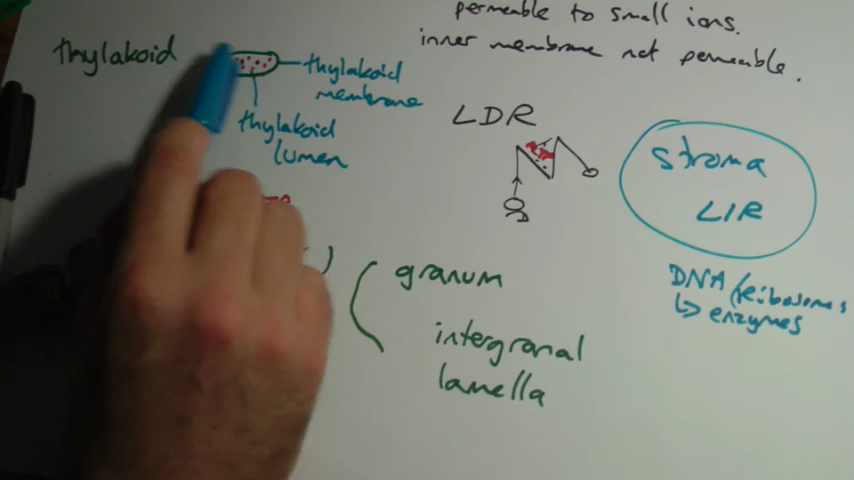 permeable to small ions.
inner membrane not permeable.
thylakoid
thylakoid
membrane
thylakoid
lumen
LDR
stroma
LIR
DNA/ribosomes
↳ enzymes
granum
intergranal
lamella